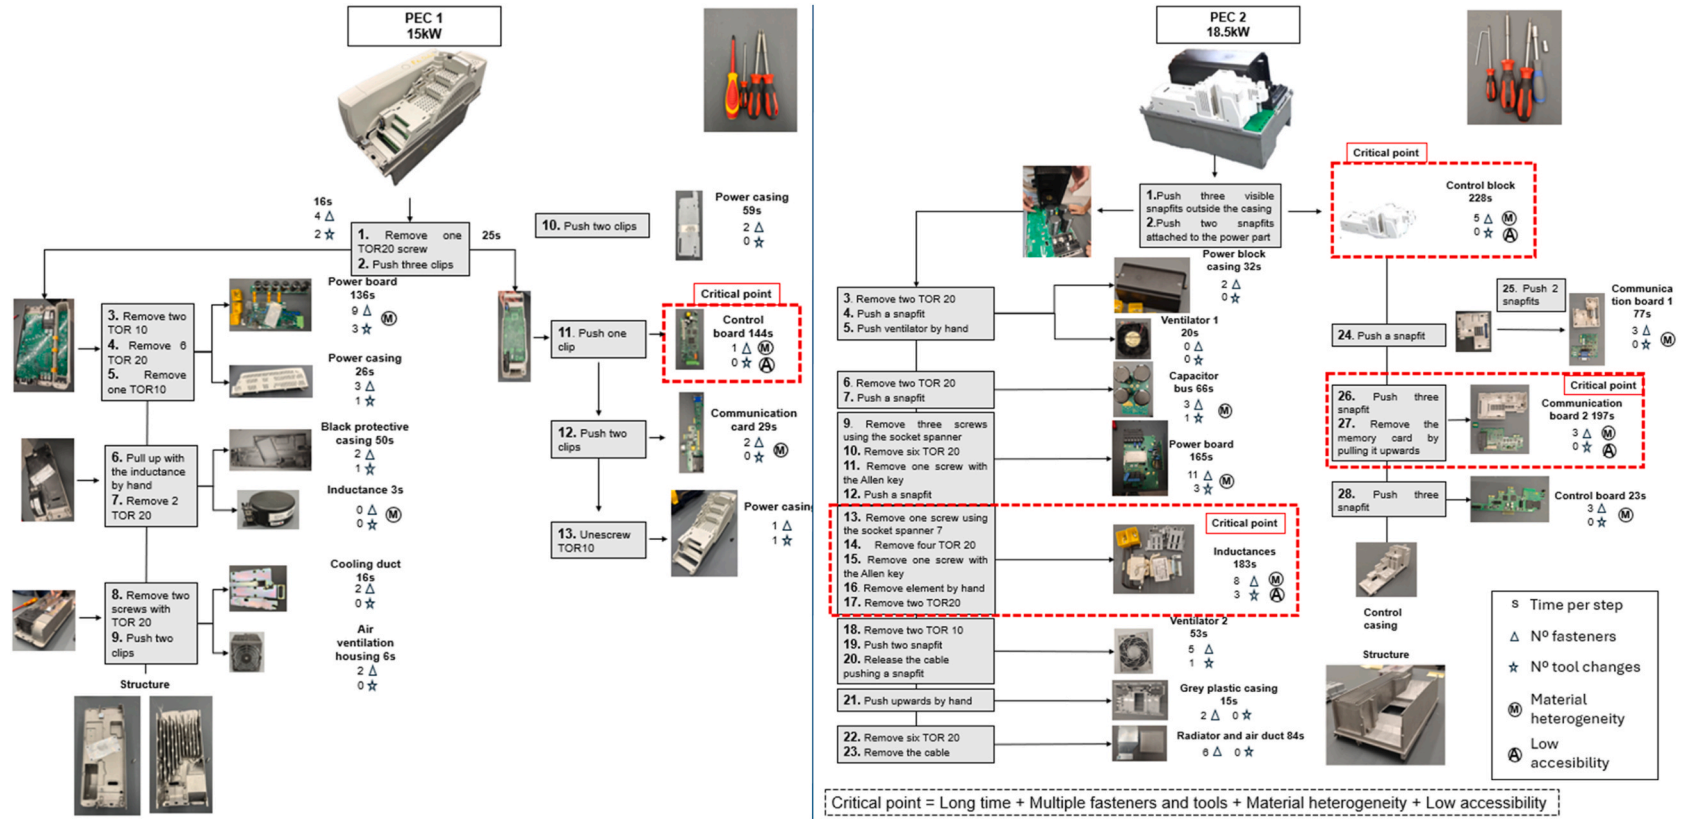 PEC 1
15kW
16s
4
2
1. Remove one
TOR20 screw
2. Push three clips
25s
10. Push two clips
Power casing
59s
2
0
3. Remove two
TOR 10
4. Remove 6
TOR 20
5. Remove
one TOR10
Power board
136s
9
M
3
Power casing
26s
3
1
Critical point
11. Push one
clip
Control
board 144s
1 M
0 A
6. Pull up with
the inductance by
hand
7. Remove 2
TOR 20
Black protective
casing 50s
2
1
Inductance 3s
0 M
0
12. Push two
clips
Communication
card 29s
2
0 M
13. Unescrew
TOR10
Power casing
1
1
8. Remove two
screws with
TOR 20
9. Push two
clips
Cooling duct
16s
2
0
Air
ventilation
housing 6s
2
0
Structure
PEC 2
18.5kW
1.Push three visible
snapfits outside the casing
2.Push two snapfits
attached to the power part
Critical point
Control block
228s
5 M
0 A
3. Remove two TOR 20
4. Push a snapfit
5. Push ventilator by hand
Power block
casing 32s
2
0
Ventilator 1
20s
0
0
6. Remove two TOR 20
7. Push a snapfit
Capacitor
bus 66s
3 M
1
9. Remove three screws
using the socket spanner
10. Remove six TOR 20
11. Remove one screw with
the Allen key
12. Push a snapfit
Power board
165s
11 M
3
13. Remove one screw using
the socket spanner 7
14. Remove four TOR 20
15. Remove one screw with
the Allen key
16. Remove element by hand
17. Remove two TOR20
Critical point
Inductances
183s
8 M
3 A
18. Remove two TOR 10
19. Push two snapfit
20. Release the cable
pushing a snapfit
Ventilator 2
53s
5
1
21. Push upwards by hand
Grey plastic casing
15s
2 0
22. Remove six TOR 20
23. Remove the cable
Radiator and air duct 84s
6 0
24. Push a snapfit
25. Push 2
snapfits
Communica
tion board 1
77s
3
0 M
26. Push three
snapfit
27. Remove the
memory card by
pulling it upwards
Critical point
Communication
board 2 197s
3 M
0 A
28. Push three
snapfit
Control board 23s
3 M
0
Control
casing
Structure
S Time per step
Nº fasteners
Nº tool changes
M Material
heterogeneity
A Low
accesibility
Critical point = Long time + Multiple fasteners and tools + Material heterogeneity + Low accessibility